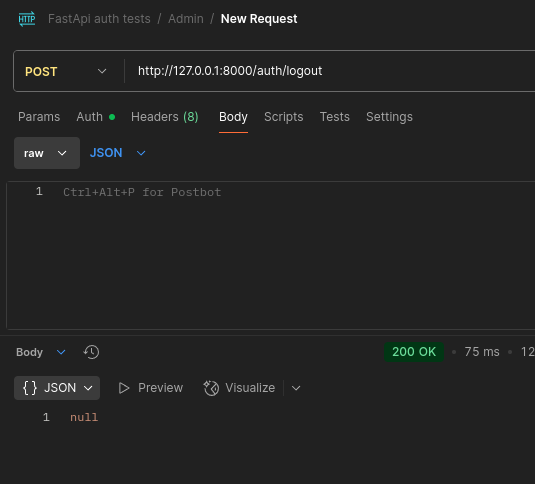 HTTP FastApi auth tests / Admin / New Request
POST http://127.0.0.1:8000/auth/logout
Params Auth Headers (8) Body Scripts Tests Settings
raw JSON
1 Ctrl+Alt+P for Postbot
Body 200 OK 75 ms 12
{} JSON Preview Visualize
1 null